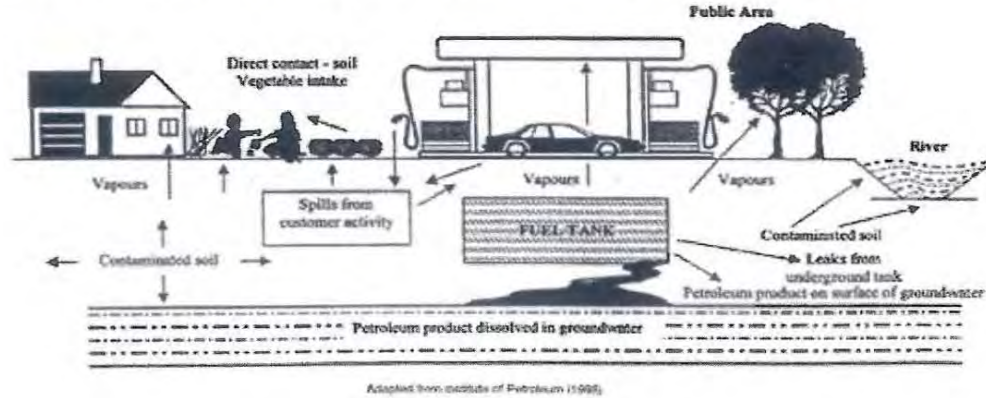 Public Area
Direct contact - soil
Vegetable intake
River
Vapours
Vapours
Vapours
Spills from
customer activity
FUEL TANK
Contaminated soil
Contaminated soil
Leaks from
underground tank
Petroleum product on surface of groundwater
Petroleum product dissolved in groundwater
Adapted from Institute of Petroleum (1998)